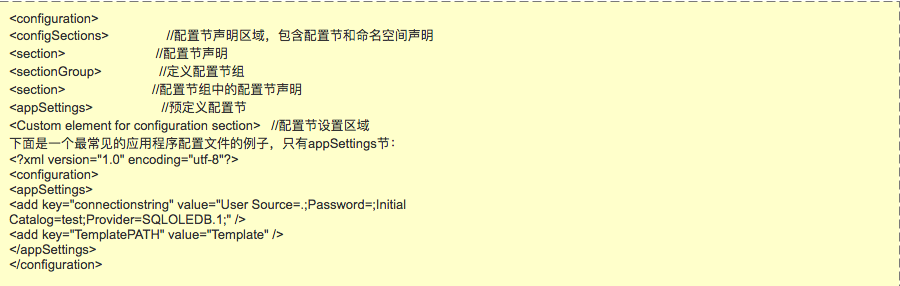 <configuration>
<configSections> //配置节声明区域，包含配置节和命名空间声明
<section> //配置节声明
<sectionGroup> //定义配置节组
<section> //配置节组中的配置节声明
<appSettings> //预定义配置节
<Custom element for configuration section> //配置节设置区域
下面是一个最常见的应用程序配置文件的例子，只有appSettings节：
<?xml version="1.0" encoding="utf-8"?>
<configuration>
<appSettings>
<add key="connectionstring" value="User Source=.;Password=;Initial
Catalog=test;Provider=SQLOLEDB.1;" />
<add key="TemplatePATH" value="Template" />
</appSettings>
</configuration>